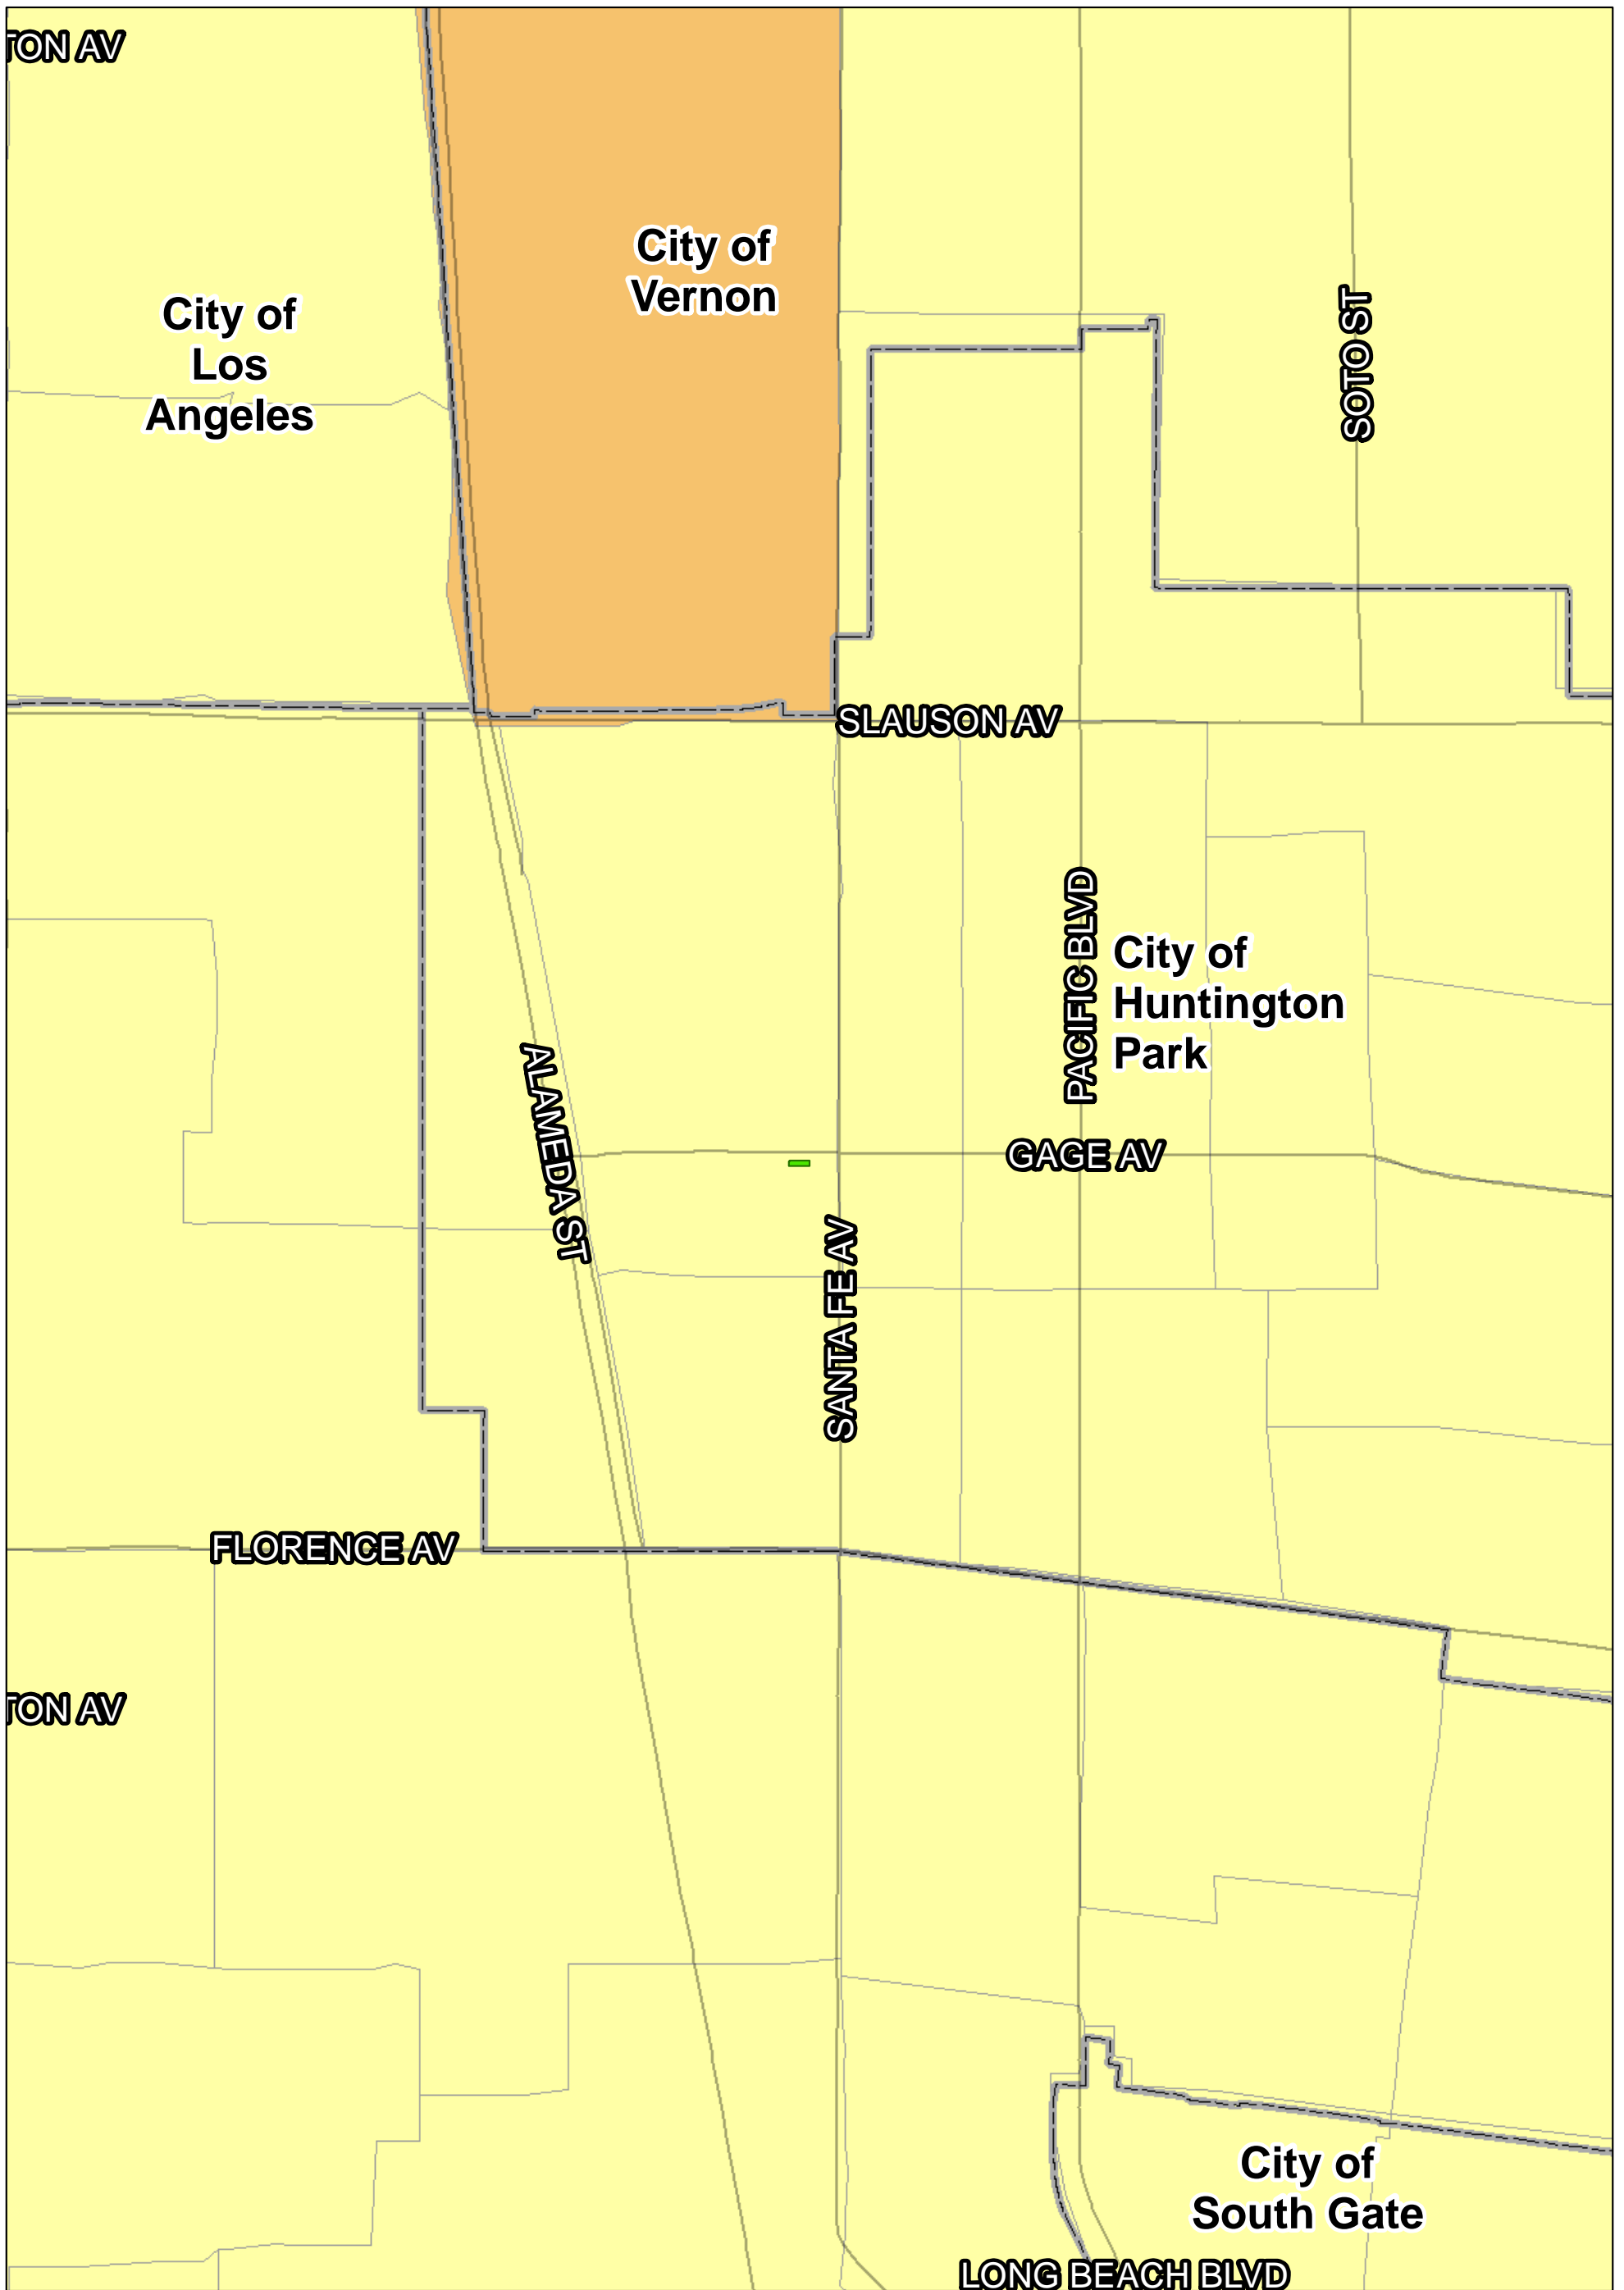 TON AV
City of
Vernon
City of
Los
Angeles
SOTO ST
SLAUSON AV
PACIFIC BLVD
City of
Huntington
Park
ALAMEDA ST
GAGE AV
SANTA FE AV
FLORENCE AV
TON AV
City of
South Gate
LONG BEACH BLVD